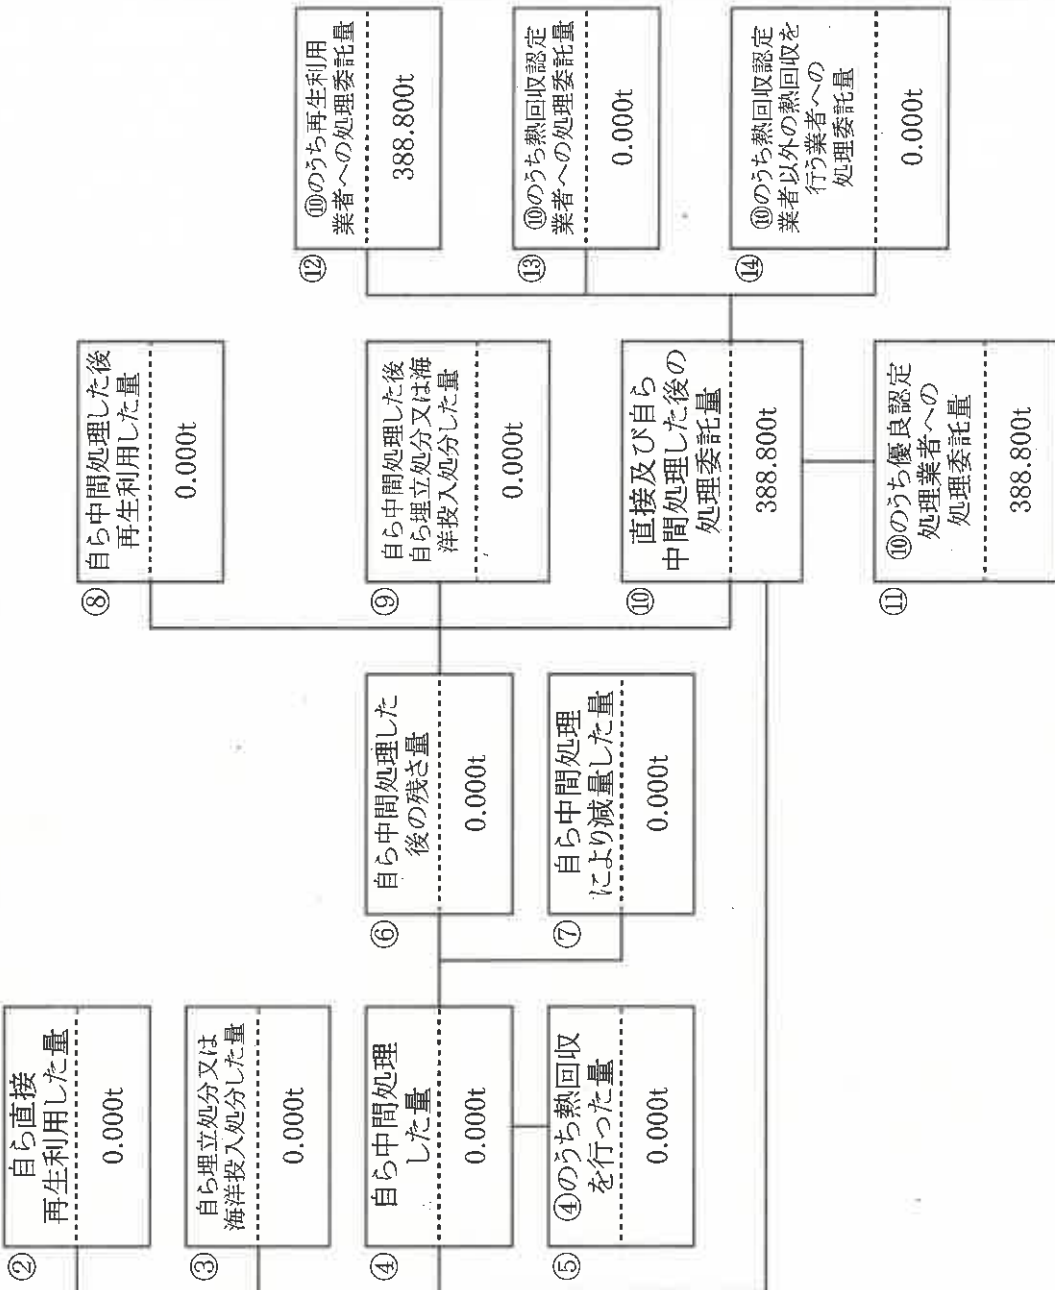 ②
自ら直接
再生利用した量
0.000t
③
自ら埋立処分又は
海洋投入処分した量
0.000t
④
自ら中間処理
した量
0.000t
⑤
④のうち熱回収
を行った量
0.000t
⑥
自ら中間処理した
後の残さ量
0.000t
⑦
自ら中間処理
により減量した量
0.000t
⑧
自ら中間処理した後
再生利用した量
0.000t
⑨
自ら中間処理した後
自ら埋立処分又は海
洋投入処分した量
0.000t
⑩
直接及び自ら
中間処理した後の
処理委託量
388.800t
⑪
⑩のうち優良認定
処理業者への
処理委託量
388.800t
⑫
⑩のうち再生利用
業者への処理委託量
388.800t
⑬
⑩のうち熱回収認定
業者への処理委託量
0.000t
⑭
⑩のうち熱回収認定
業者以外の熱回収を
行う業者への
処理委託量
0.000t